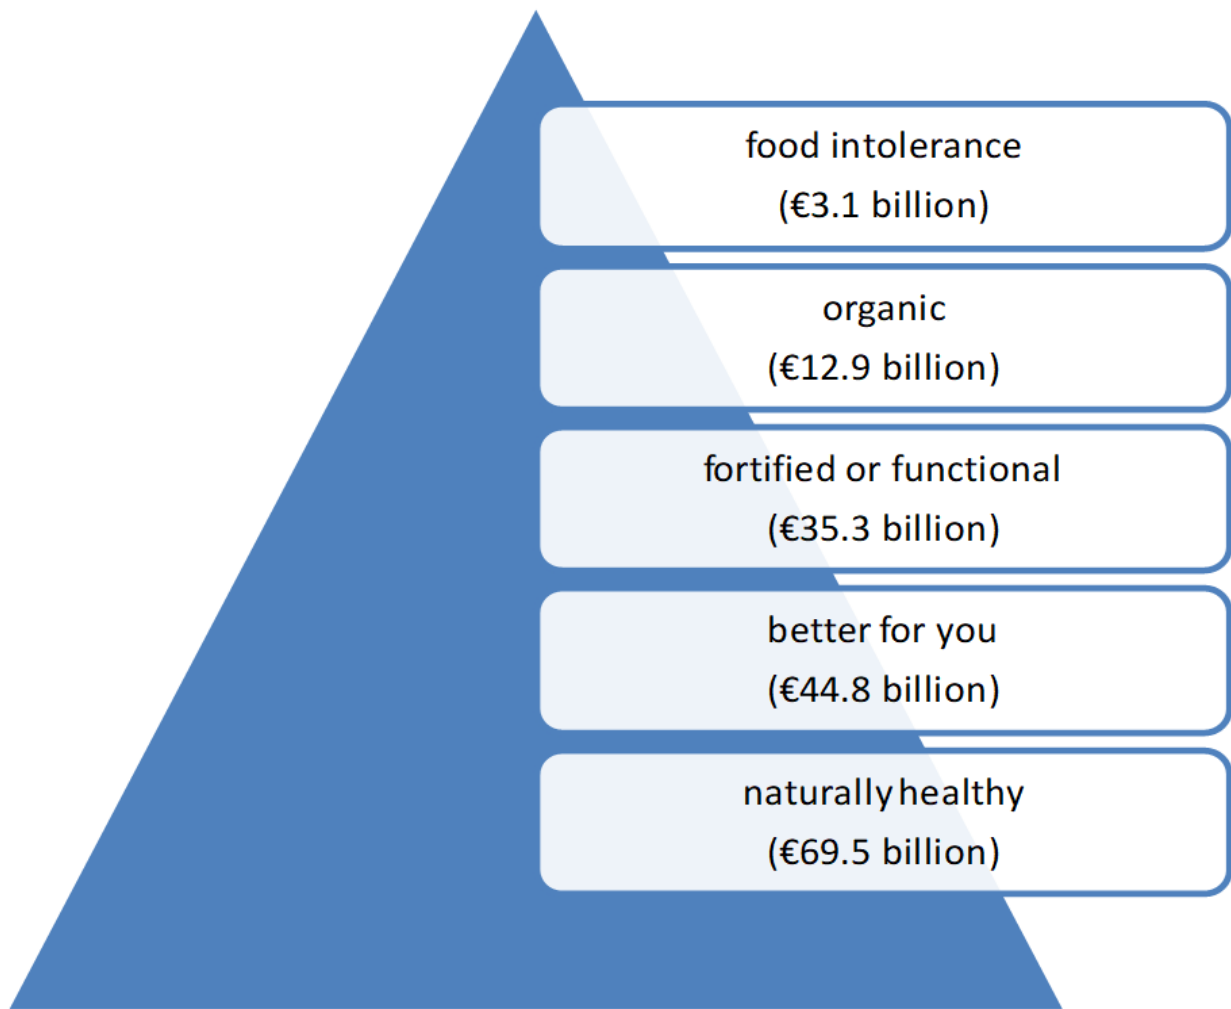 food intolerance
(€3.1 billion)
organic
(€12.9 billion)
fortified or functional
(€35.3 billion)
better for you
(€44.8 billion)
naturally healthy
(€69.5 billion)